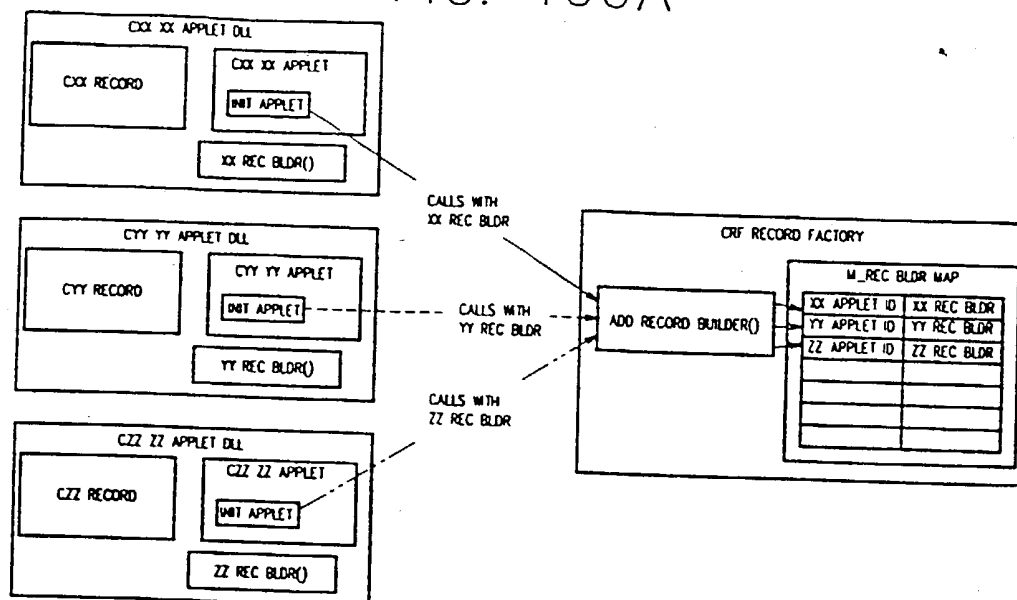 CXX XX APPLET DLL
CXX RECORD
CXX XX APPLET
INIT APPLET
XX REC BLDR()
CALLS WITH
XX REC BLDR
CYY YY APPLET DLL
CYY RECORD
CYY YY APPLET
INIT APPLET
YY REC BLDR()
CALLS WITH
YY REC BLDR
CZZ ZZ APPLET DLL
CZZ RECORD
CZZ ZZ APPLET
INIT APPLET
ZZ REC BLDR()
CALLS WITH
ZZ REC BLDR
CRF RECORD FACTORY
ADD RECORD BUILDER()
M_REC BLDR MAP
XX APPLET ID XX REC BLDR
YY APPLET ID YY REC BLDR
ZZ APPLET ID ZZ REC BLDR